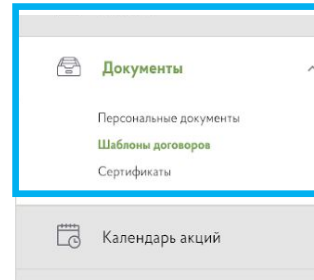 Документы
Персональные документы
Шаблоны договоров
Сертификаты
Календарь акций